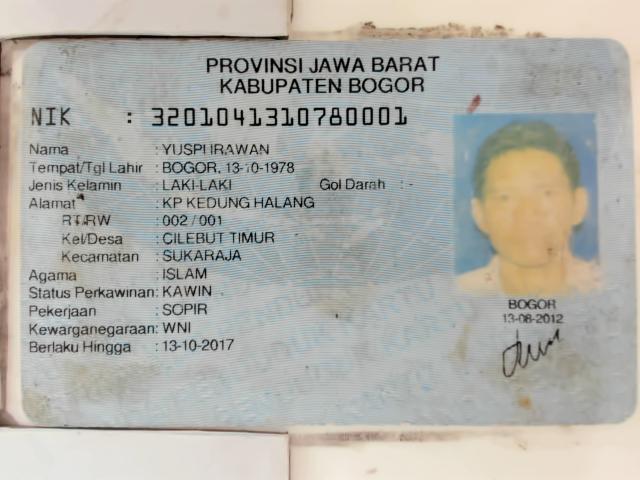 PROVINSI JAWA BARAT
KABUPATEN BOGOR
NIK : 3201041310780001
Nama : YUSPI IRAWAN
Tempat/Tgl Lahir : BOGOR, 13-10-1978
Jenis Kelamin : LAKI-LAKI Gol Darah : -
Alamat : KP KEDUNG HALANG
RT/RW : 002 / 001
Kel/Desa : CILEBUT TIMUR
Kecamatan : SUKARAJA
Agama : ISLAM
Status Perkawinan: KAWIN
Pekerjaan : SOPIR
Kewarganegaraan: WNI
Berlaku Hingga : 13-10-2017
BOGOR
13-08-2012